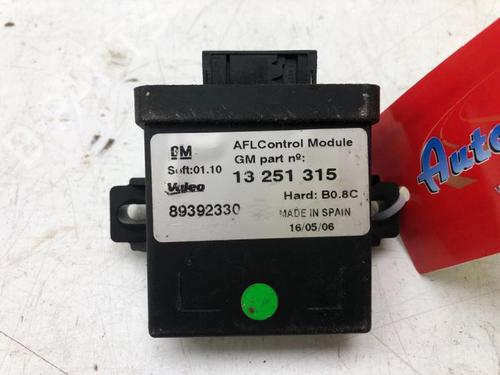 GM
AFLControl Module
GM part nº:
Soft:01.10
13 251 315
Valeo
Hard: B0.8C
89392330
MADE IN SPAIN
16/05/06
Auto